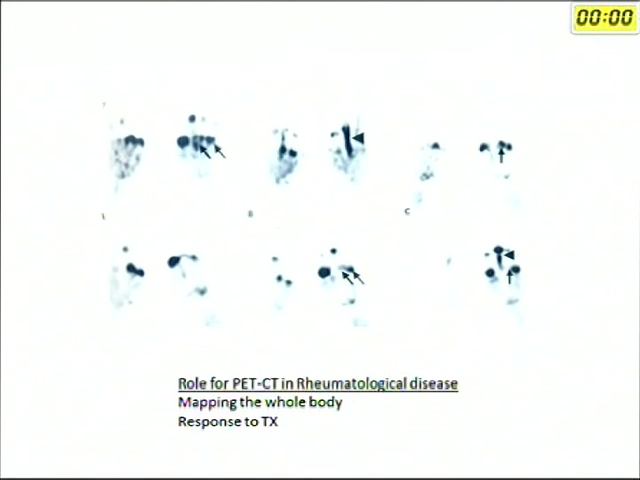 00:00
B
C
Role for PET-CT in Rheumatological disease
Mapping the whole body
Response to TX